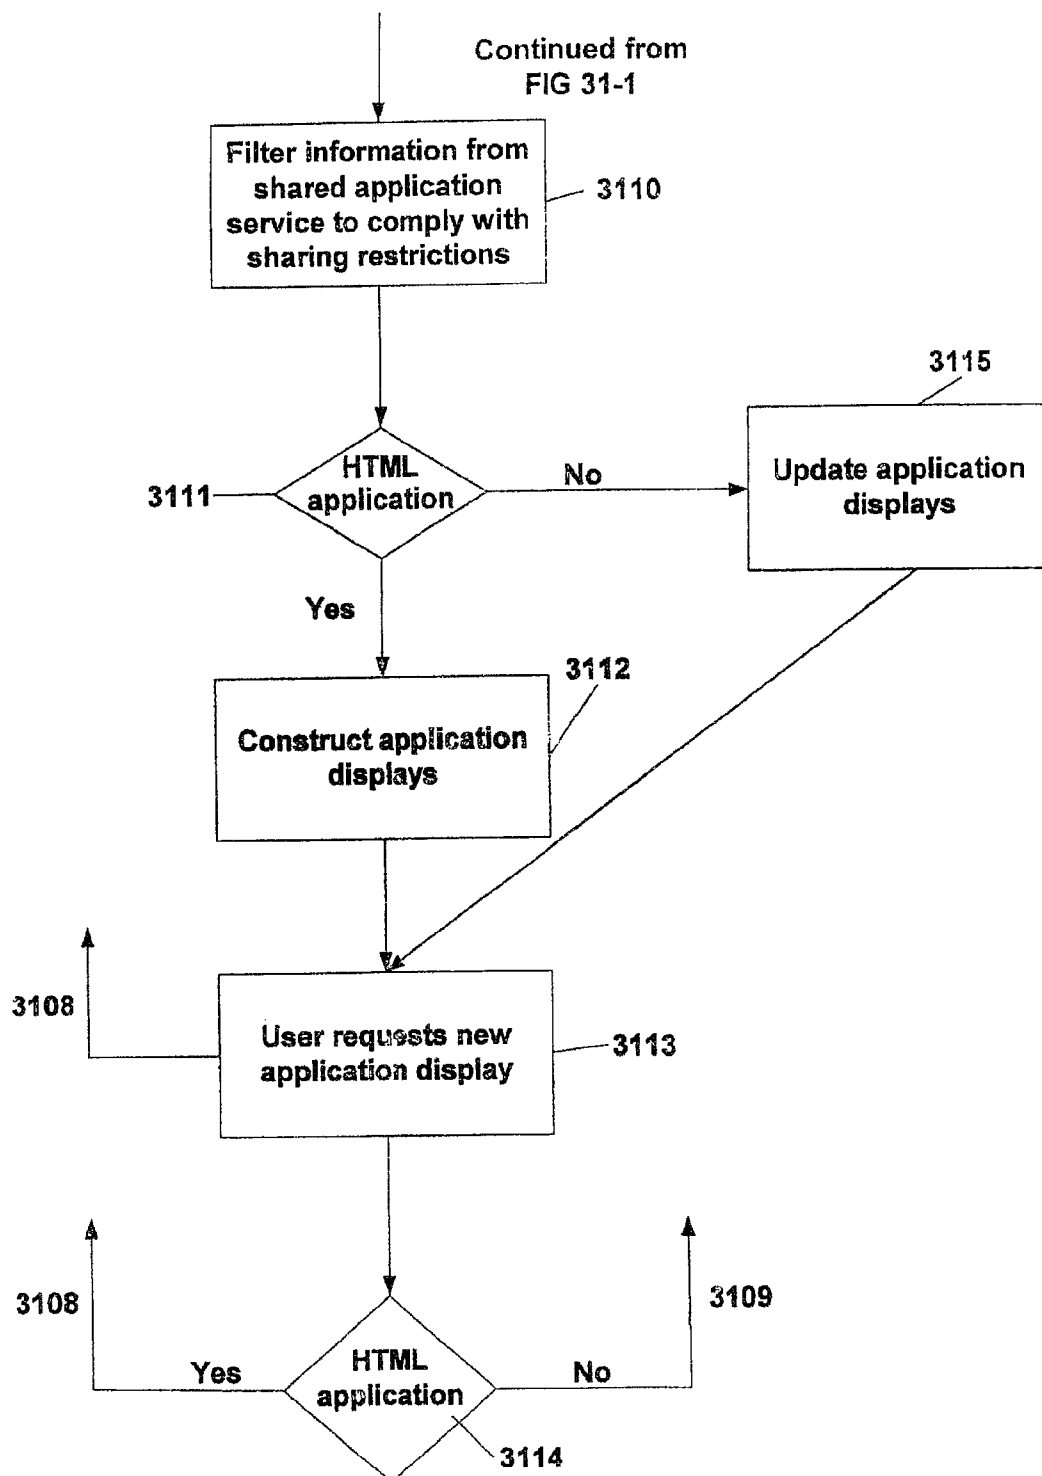 Continued from
FIG 31-1
Filter information from
shared application
service to comply with
sharing restrictions
3110
3115
HTML
application
3111
No
Update application
displays
Yes
3112
Construct application
displays
3108
User requests new
application display
3113
3108
3109
Yes
HTML
application
No
3114